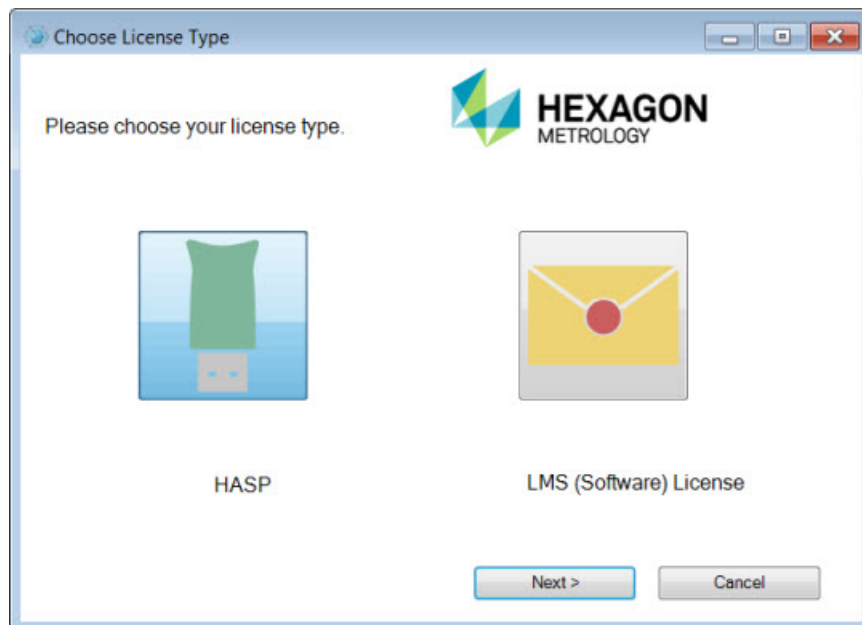 Choose License Type
Please choose your license type.
HEXAGON
METROLOGY
HASP
LMS (Software) License
Next >
Cancel